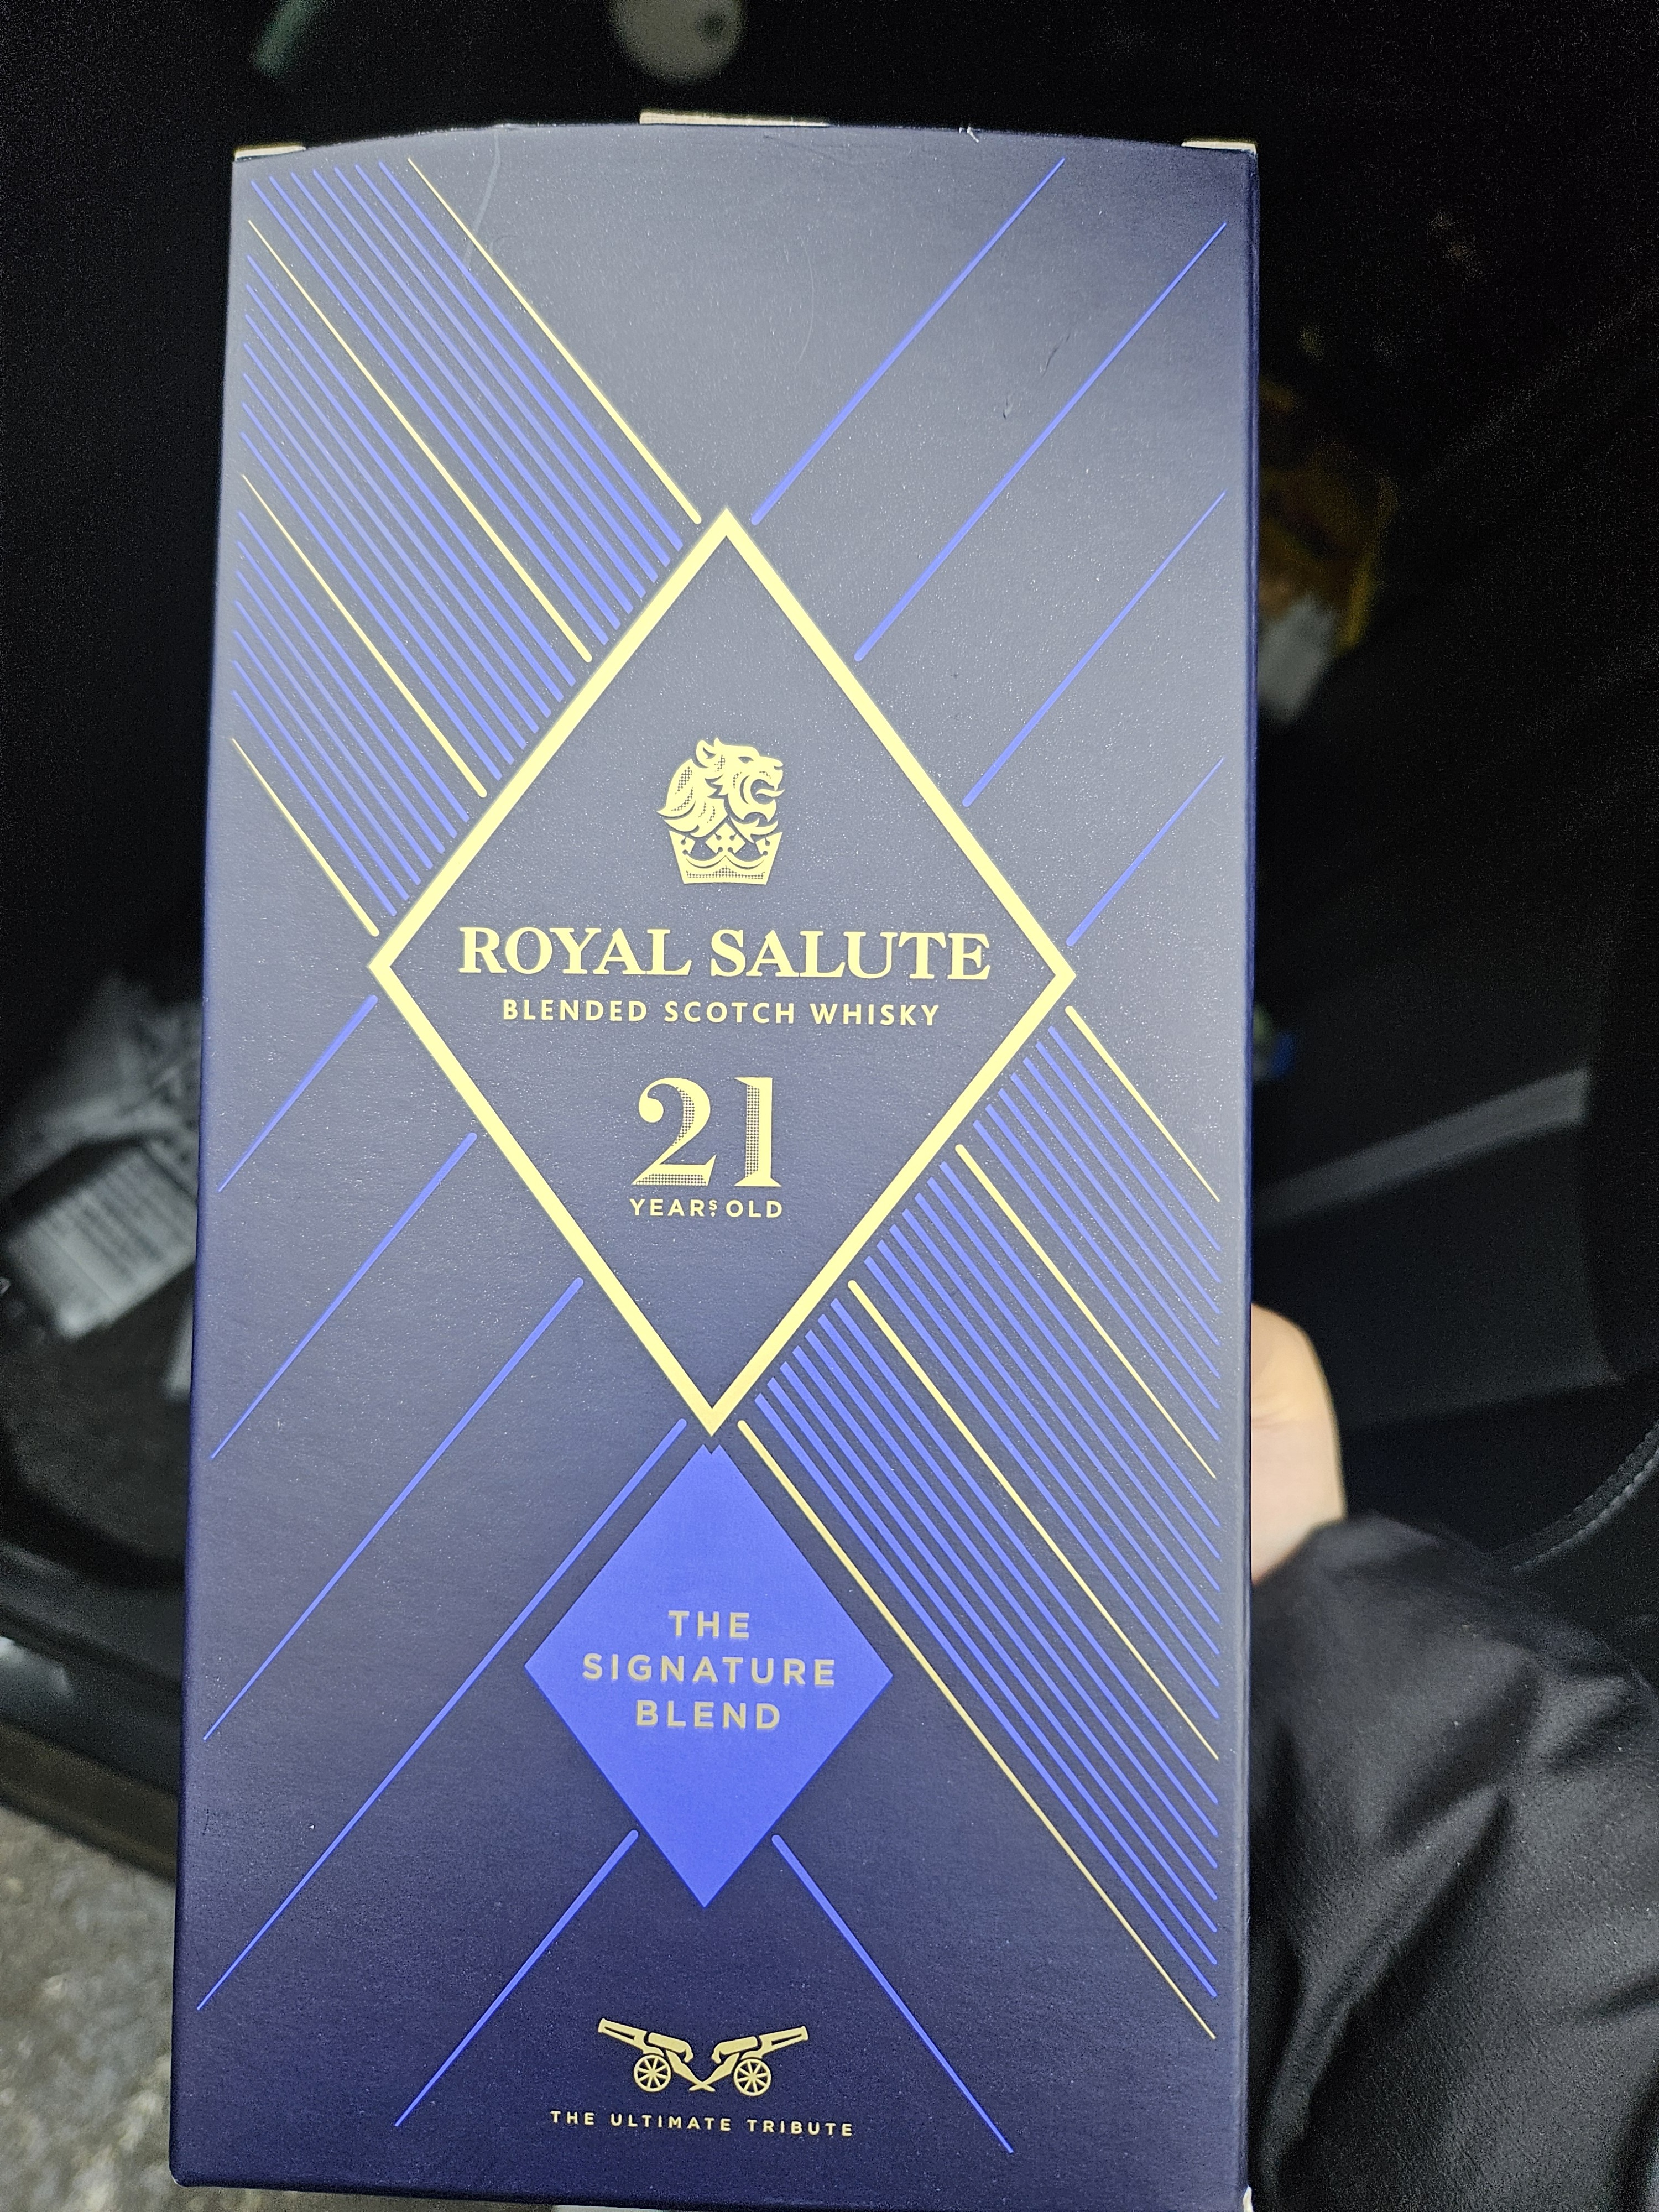 ROYAL SALUTE
BLENDED SCOTCH WHISKY
21
YEARS OLD
THE
SIGNATURE
BLEND
THE ULTIMATE TRIBUTE